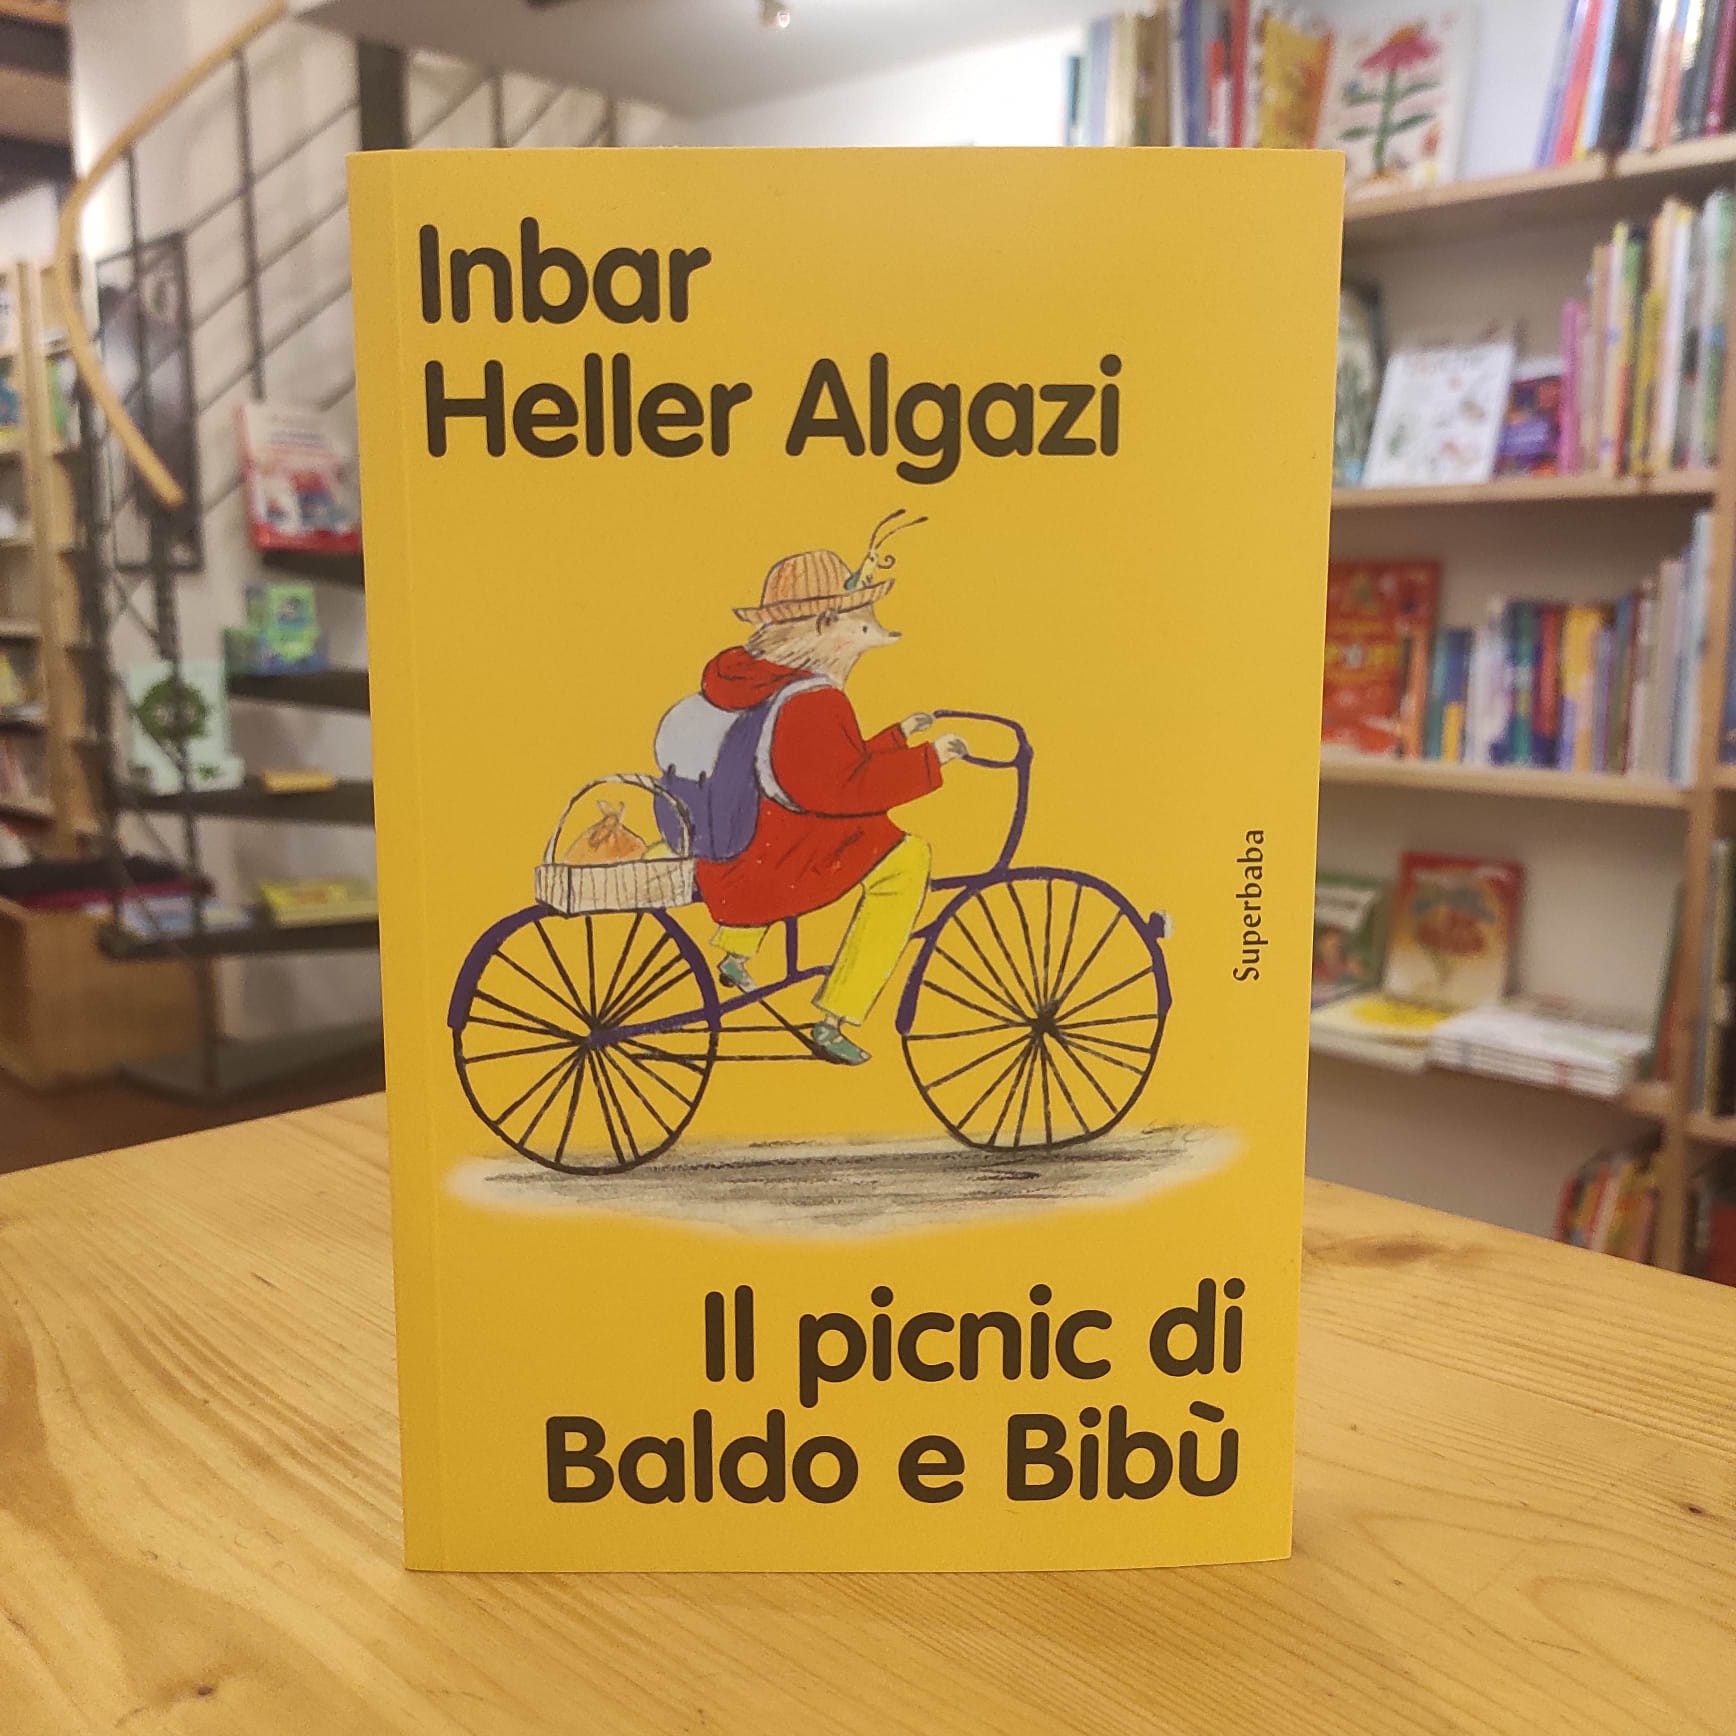 Inbar
Heller Algazi
Superbaba
Il picnic di
Baldo e Bibù